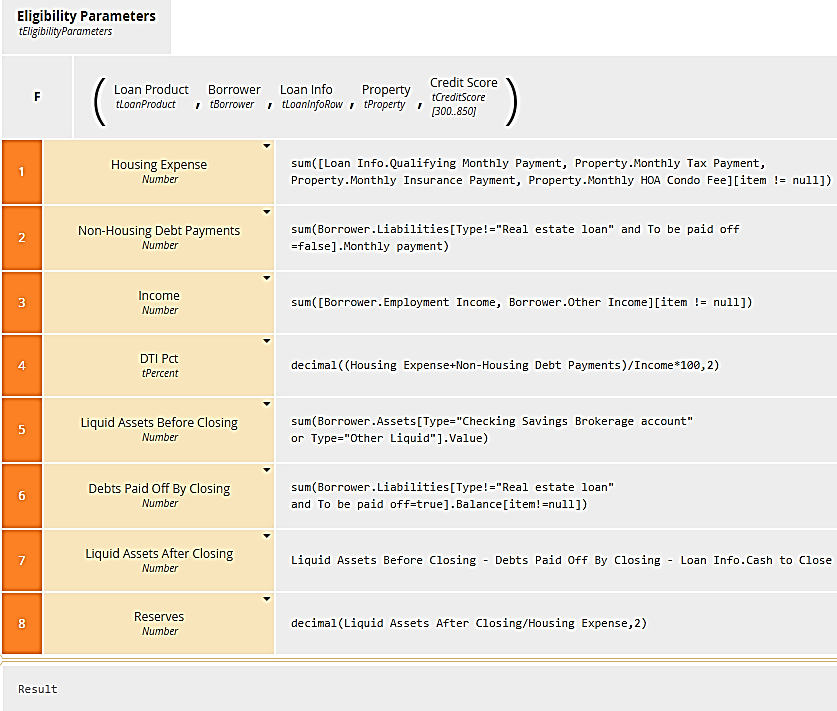 Eligibility Parameters
tEligibilityParameters
F
( Loan Product , Borrower , Loan Info , Property , Credit Score )
tLoanProduct tBorrower tLoanInfoRow tProperty tCreditScore
[300..850]
1
Housing Expense
Number
sum([Loan Info.Qualifying Monthly Payment, Property.Monthly Tax Payment,
Property.Monthly Insurance Payment, Property.Monthly HOA Condo Fee][item != null])
2
Non-Housing Debt Payments
Number
sum(Borrower.Liabilities[Type!="Real estate loan" and To be paid off
=false].Monthly payment)
3
Income
Number
sum([Borrower.Employment Income, Borrower.Other Income][item != null])
4
DTI Pct
tPercent
decimal((Housing Expense+Non-Housing Debt Payments)/Income*100,2)
5
Liquid Assets Before Closing
Number
sum(Borrower.Assets[Type="Checking Savings Brokerage account"
or Type="Other Liquid"].Value)
6
Debts Paid Off By Closing
Number
sum(Borrower.Liabilities[Type!="Real estate loan"
and To be paid off=true].Balance[item!=null])
7
Liquid Assets After Closing
Number
Liquid Assets Before Closing - Debts Paid Off By Closing - Loan Info.Cash to Close
8
Reserves
Number
decimal(Liquid Assets After Closing/Housing Expense,2)
Result